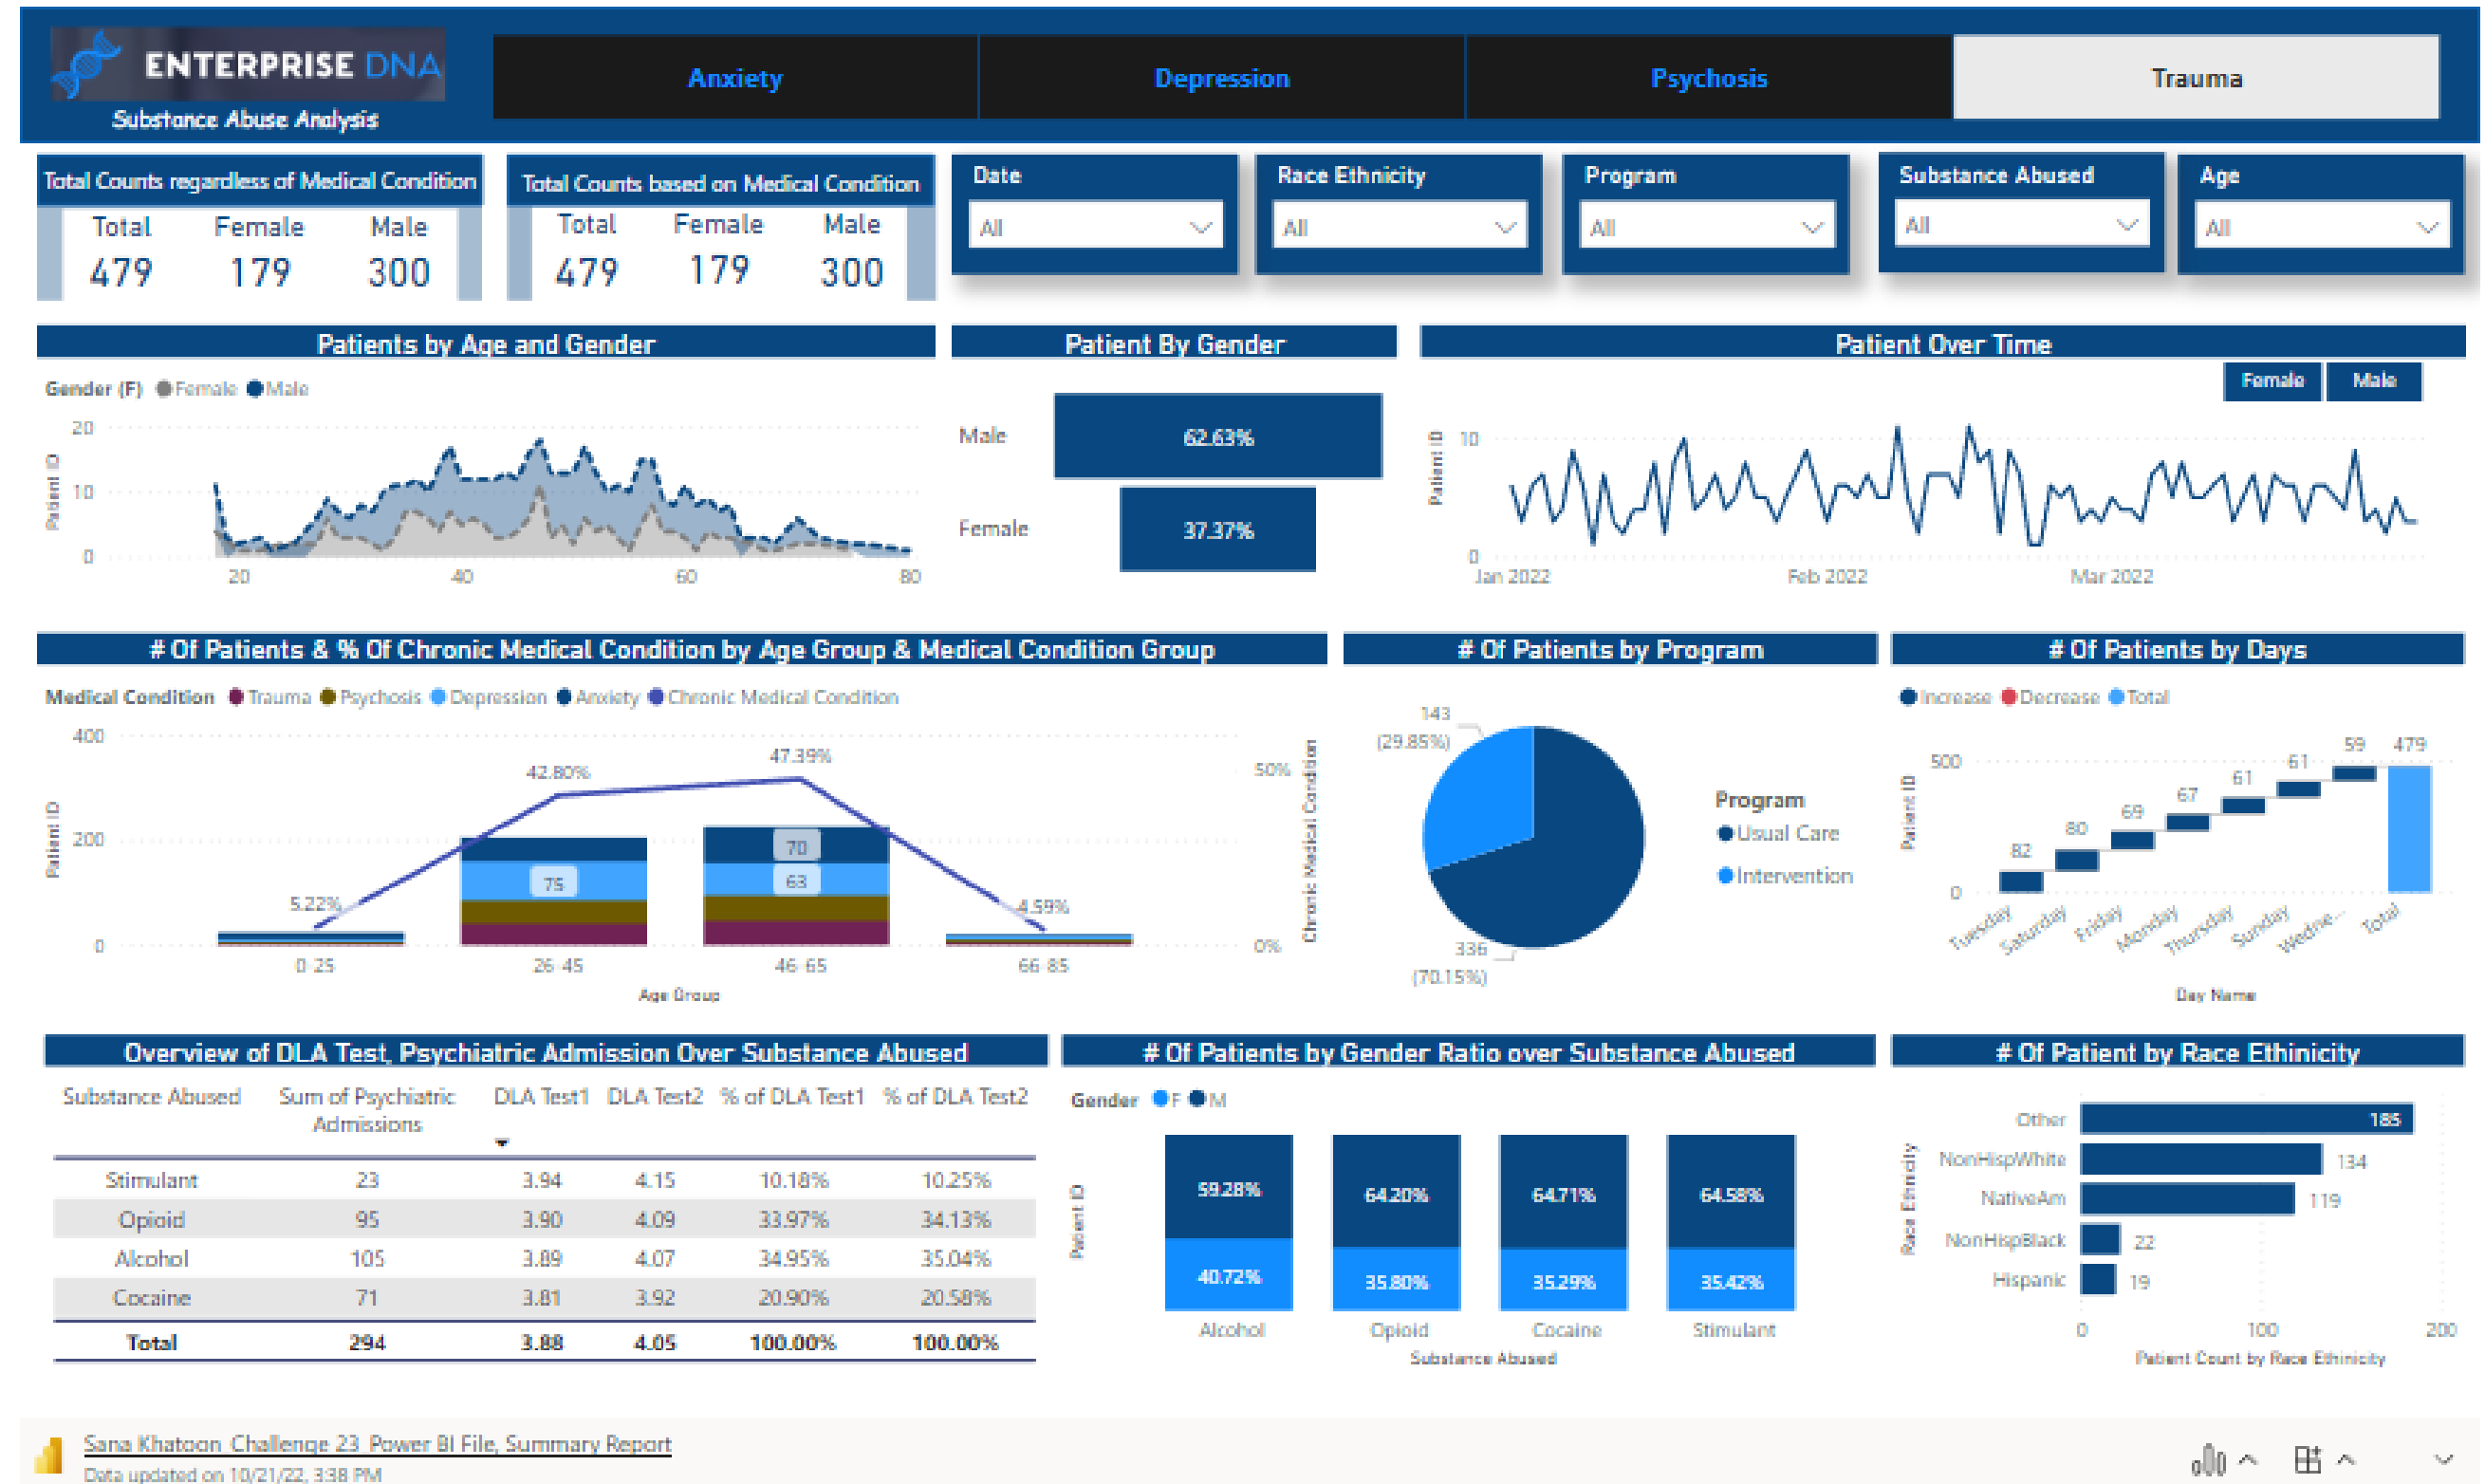 ENTERPRISE DNA
Substance Abuse Analysis
Anxiety
Depression
Psychosis
Trauma
Total Counts regardless of Medical Condition
Total Female Male
479 179 300
Total Counts based on Medical Condition
Total Female Male
479 179 300
Date
All
Race Ethnicity
All
Program
All
Substance Abused
All
Age
All
Patients by Age and Gender
Gender (F) Female Male
Patient ID
20
10
0
20 40 60 80
Patient By Gender
Male 62.63%
Female 37.37%
Patient Over Time
Female Male
Patient ID
10
0
Jan 2022 Feb 2022 Mar 2022
# Of Patients & % Of Chronic Medical Condition by Age Group & Medical Condition Group
Medical Condition Trauma Psychosis Depression Anxiety Chronic Medical Condition
Patient ID
400
200
0
5.22%
42.80%
47.39%
4.59%
75
70
63
50%
0%
Chronic Medical Condition
0-25 26-45 46-65 66-85
Age Group
# Of Patients by Program
143
(29.85%)
336
(70.15%)
Program
Usual Care
Intervention
# Of Patients by Days
Increase Decrease Total
Patient ID
500
0
82 80 69 67 61 61 59 479
Tuesday Saturday Friday Monday Thursday Sunday Wedne... Total
Day Name
Overview of DLA Test, Psychiatric Admission Over Substance Abused
Substance Abused Sum of Psychiatric Admissions DLA Test1 DLA Test2 % of DLA Test1 % of DLA Test2
Stimulant 23 3.94 4.15 10.18% 10.25%
Opioid 95 3.90 4.09 33.97% 34.13%
Alcohol 105 3.89 4.07 34.95% 35.04%
Cocaine 71 3.81 3.92 20.90% 20.58%
Total 294 3.88 4.05 100.00% 100.00%
# Of Patients by Gender Ratio over Substance Abused
Gender F M
Patient ID
59.28% 64.20% 64.71% 64.58%
40.72% 35.80% 35.29% 35.42%
Alcohol Opioid Cocaine Stimulant
Substance Abused
# Of Patient by Race Ethinicity
Race Ethnicity
Other 185
NonHispWhite 134
NativeAm 119
NonHispBlack 22
Hispanic 19
0 100 200
Patient Count by Race Ethinicity
Sana Khatoon_Challenge 23_Power BI File, Summary Report
Data updated on 10/21/22, 3:38 PM